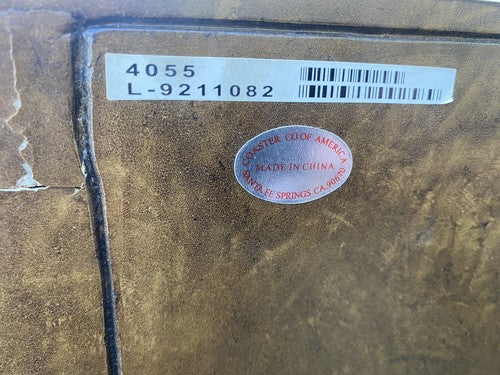 4055
L-9211082
COASTER CO.OF AMERICA
MADE IN CHINA
SANTA FE SPRINGS CA 90670